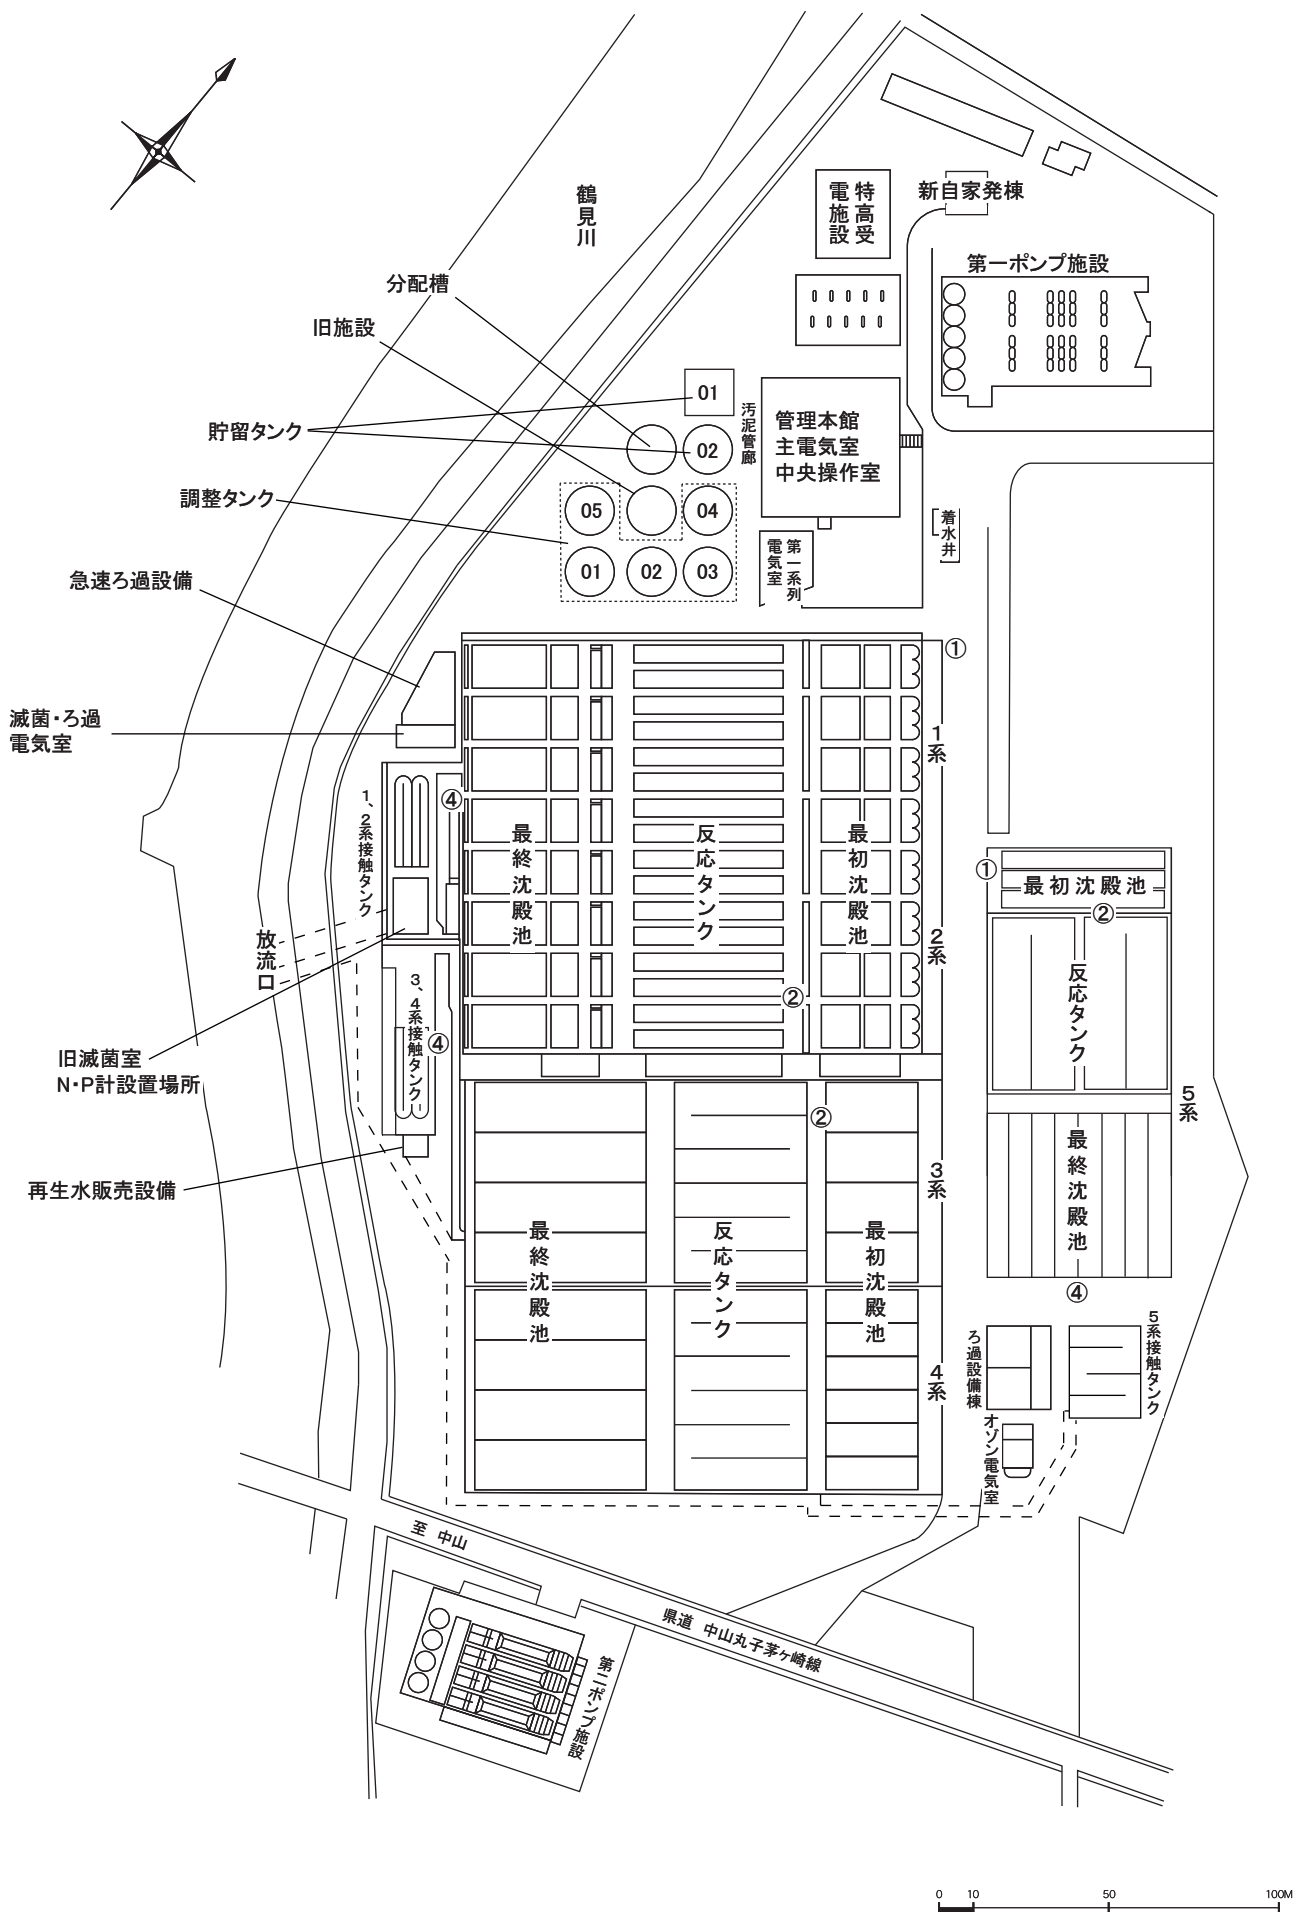 鶴見川
特高受
電施設
新自家発棟
第一ポンプ施設
分配槽
旧施設
貯留タンク
調整タンク
急速ろ過設備
滅菌・ろ過
電気室
01
02
05
04
01
02
03
汚泥管廊
管理本館
主電気室
中央操作室
第一系列
電気室
着水井
①
1系
1、2系接触タンク
④
最終沈殿池
反応タンク
最初沈殿池
2系
②
放流口
3、4系接触タンク
④
旧滅菌室
N・P計設置場所
再生水販売設備
②
3系
最終沈殿池
反応タンク
最初沈殿池
4系
①
最初沈殿池
②
反応タンク
5系
最終沈殿池
④
ろ過設備棟
5系接触タンク
オゾン電気室
至 中山
県道 中山丸子茅ケ崎線
第二ポンプ施設
0 10 50 100M